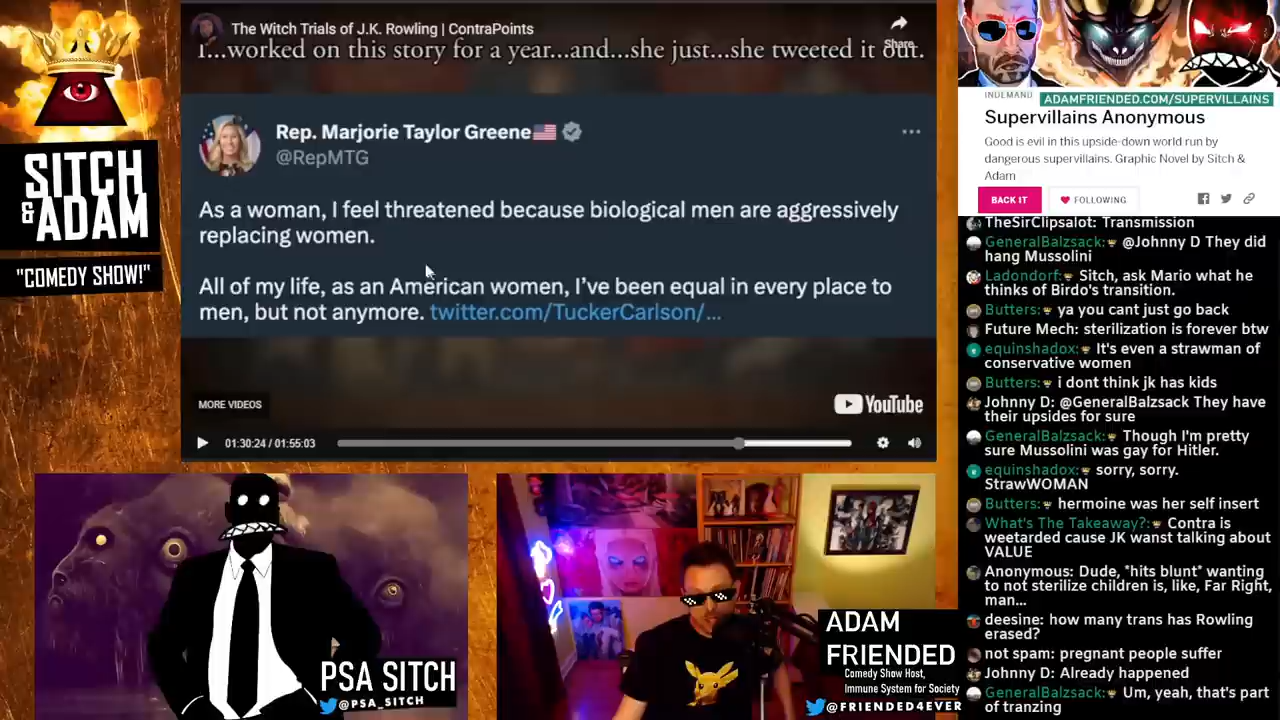 SITCH
& ADAM
"COMEDY SHOW!"
The Witch Trials of J.K. Rowling | ContraPoints
Share
I...worked on this story for a year...and...she just...she tweeted it out.
Rep. Marjorie Taylor Greene
@RepMTG
As a woman, I feel threatened because biological men are aggressively
replacing women.
All of my life, as an American women, I've been equal in every place to
men, but not anymore. twitter.com/TuckerCarlson/...
MORE VIDEOS
YouTube
01:30:24 / 01:55:03
PSA SITCH
@PSA_SITCH
ADAM
FRIENDED
Comedy Show Host,
Immune System for Society
@FRIENDED4EVER
INDEMAND
ADAMFRIENDED.COM/SUPERVILLAINS
Supervillains Anonymous
Good is evil in this upside-down world run by
dangerous supervillains. Graphic Novel by Sitch &
Adam
BACK IT
FOLLOWING
TheSirClipsalot: Transmission
GeneralBalzsack: @Johnny D They did
hang Mussolini
Ladondorf: Sitch, ask Mario what he
thinks of Birdo's transition.
Butters: ya you cant just go back
Future Mech: sterilization is forever btw
equinshadox: It's even a strawman of
conservative women
Butters: i dont think jk has kids
Johnny D: @GeneralBalzsack They have
their upsides for sure
GeneralBalzsack: Though I'm pretty
sure Mussolini was gay for Hitler.
equinshadox: sorry, sorry.
StrawWOMAN
Butters: hermoine was her self insert
What's The Takeaway?: Contra is
weetarded cause JK wanst talking about
VALUE
Anonymous: Dude, *hits blunt* wanting
to not sterilize children is, like, Far Right,
man...
deesine: how many trans has Rowling
erased?
not spam: pregnant people suffer
Johnny D: Already happened
GeneralBalzsack: Um, yeah, that's part
of tranzing